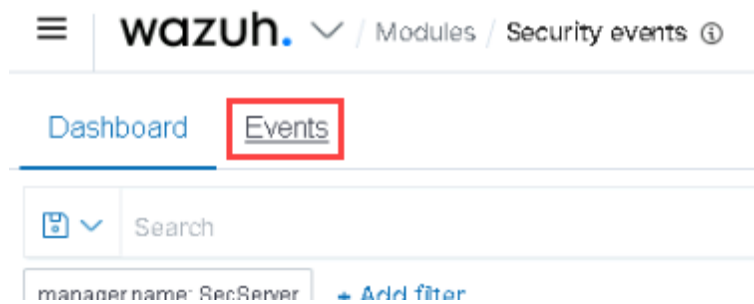 wazuh. / Modules / Security events
Dashboard Events
Search
manager.name: SecServer + Add filter